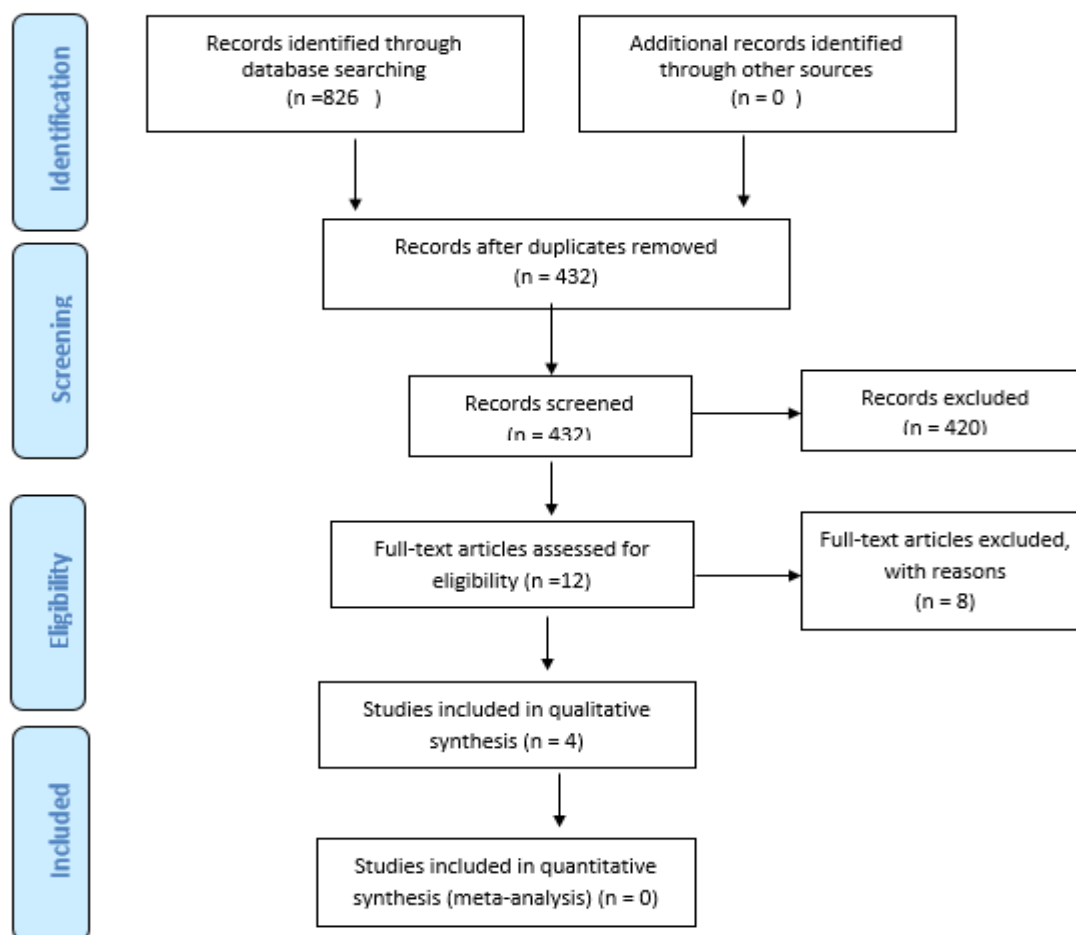 Identification
Records identified through
database searching
(n =826   )
Additional records identified
through other sources
(n = 0   )
Records after duplicates removed
(n = 432)
Screening
Records screened
(n = 432)
Records excluded
(n = 420)
Eligibility
Full-text articles assessed for
eligibility (n =12)
Full-text articles excluded,
with reasons
(n = 8)
Studies included in qualitative
synthesis (n = 4)
Included
Studies included in quantitative
synthesis (meta-analysis) (n = 0)